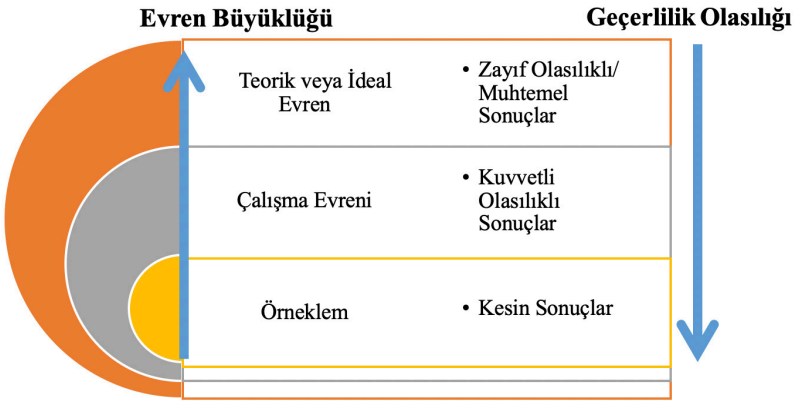 Evren Büyüklüğü
Geçerlilik Olasılığı
Teorik veya İdeal
Evren
• Zayıf Olasılıklı/
Muhtemel
Sonuçlar
Çalışma Evreni
• Kuvvetli
Olasılıklı
Sonuçlar
Örneklem
• Kesin Sonuçlar